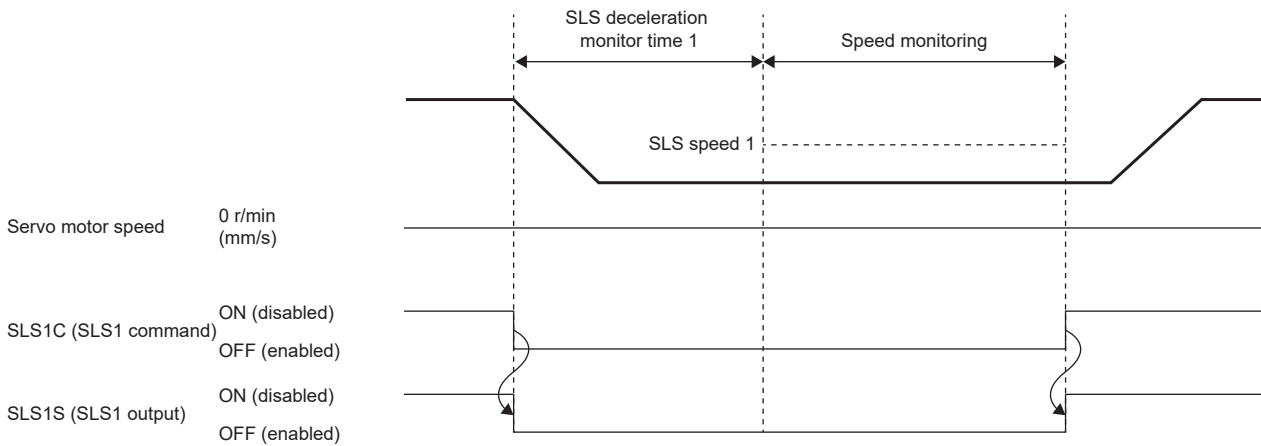 SLS deceleration
monitor time 1
Speed monitoring
SLS speed 1
Servo motor speed
0 r/min
(mm/s)
SLS1C (SLS1 command)
ON (disabled)
OFF (enabled)
SLS1S (SLS1 output)
ON (disabled)
OFF (enabled)